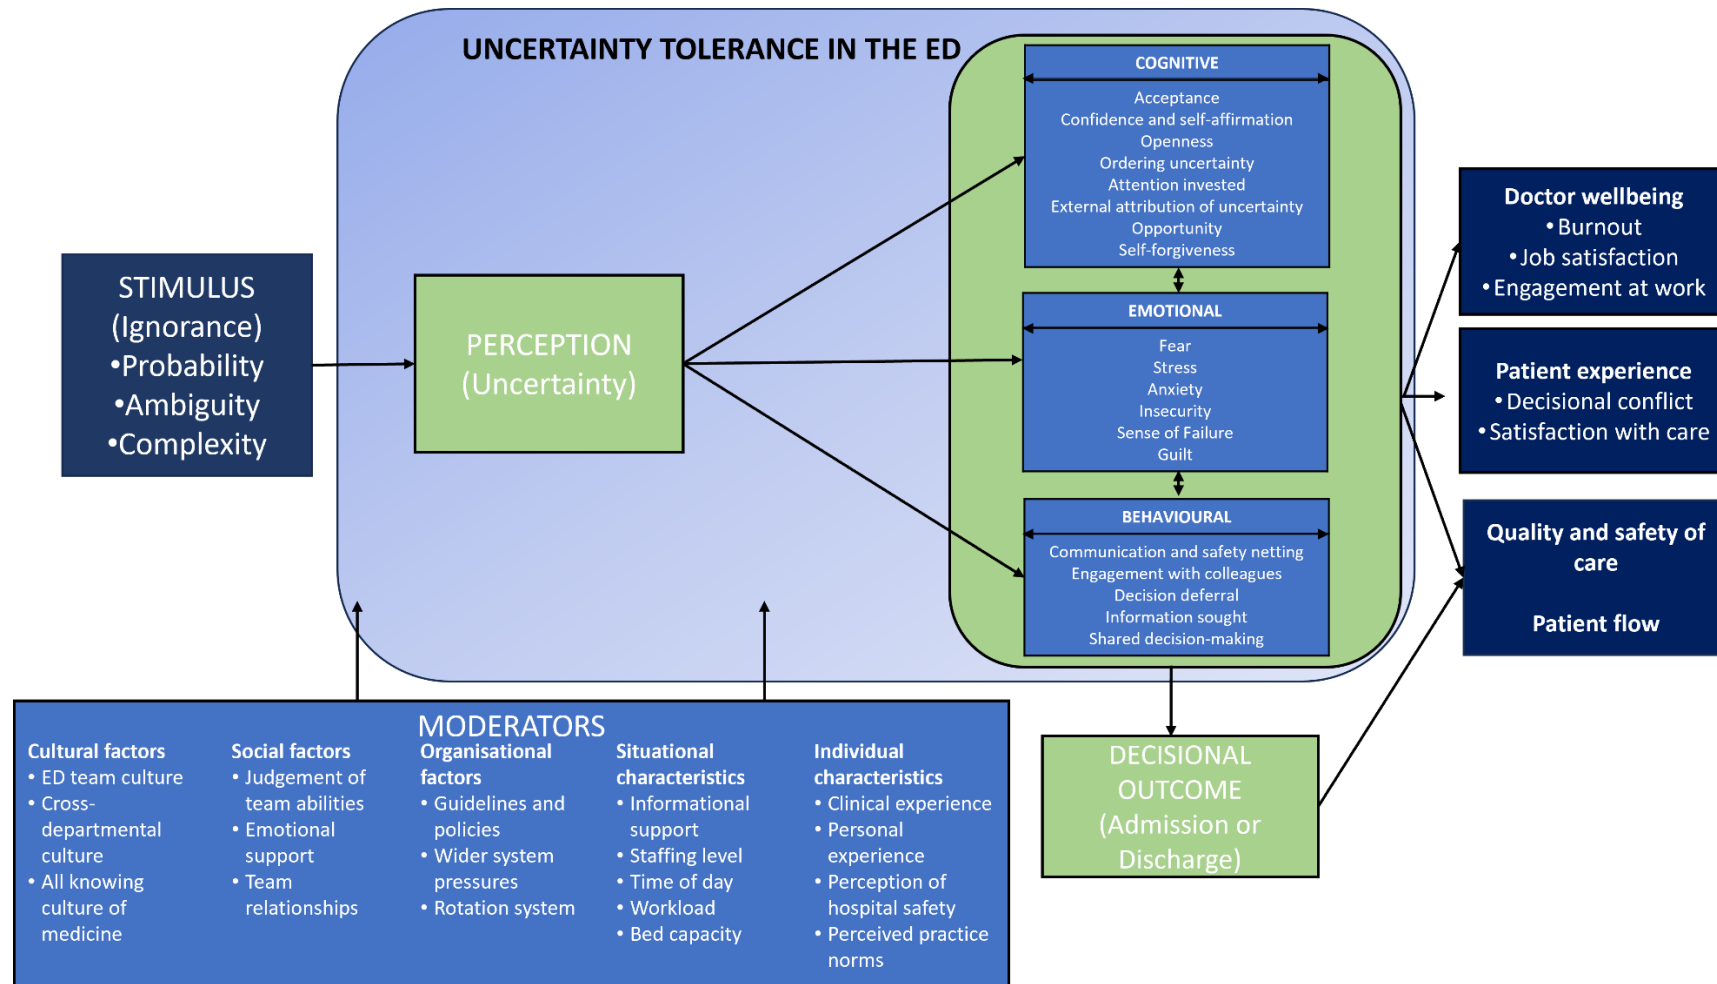 UNCERTAINTY TOLERANCE IN THE ED
STIMULUS
(Ignorance)
•Probability
•Ambiguity
•Complexity
PERCEPTION
(Uncertainty)
COGNITIVE
Acceptance
Confidence and self-affirmation
Openness
Ordering uncertainty
Attention invested
External attribution of uncertainty
Opportunity
Self-forgiveness
EMOTIONAL
Fear
Stress
Anxiety
Insecurity
Sense of Failure
Guilt
BEHAVIOURAL
Communication and safety netting
Engagement with colleagues
Decision deferral
Information sought
Shared decision-making
Doctor wellbeing
•Burnout
•Job satisfaction
•Engagement at work
Patient experience
•Decisional conflict
•Satisfaction with care
Quality and safety of
care
Patient flow
MODERATORS
Cultural factors
• ED team culture
• Cross-
departmental
culture
• All knowing
culture of
medicine
Social factors
• Judgement of
team abilities
• Emotional
support
• Team
relationships
Organisational
factors
• Guidelines and
policies
• Wider system
pressures
• Rotation system
Situational
characteristics
• Informational
support
• Staffing level
• Time of day
• Workload
• Bed capacity
Individual
characteristics
• Clinical experience
• Personal
experience
• Perception of
hospital safety
• Perceived practice
norms
DECISIONAL
OUTCOME
(Admission or
Discharge)